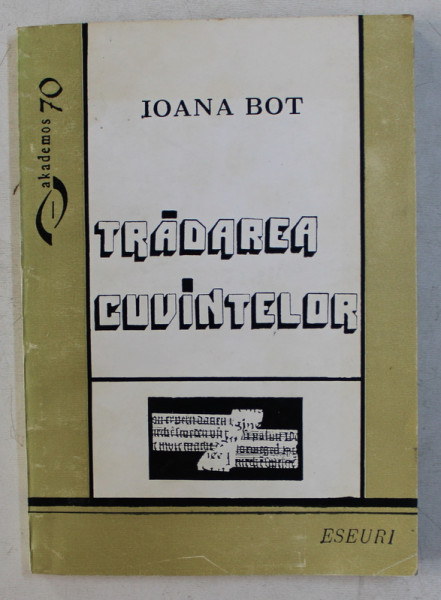 akademos 70
IOANA BOT
TRĂDAREA
CUVINTELOR
ESEURI